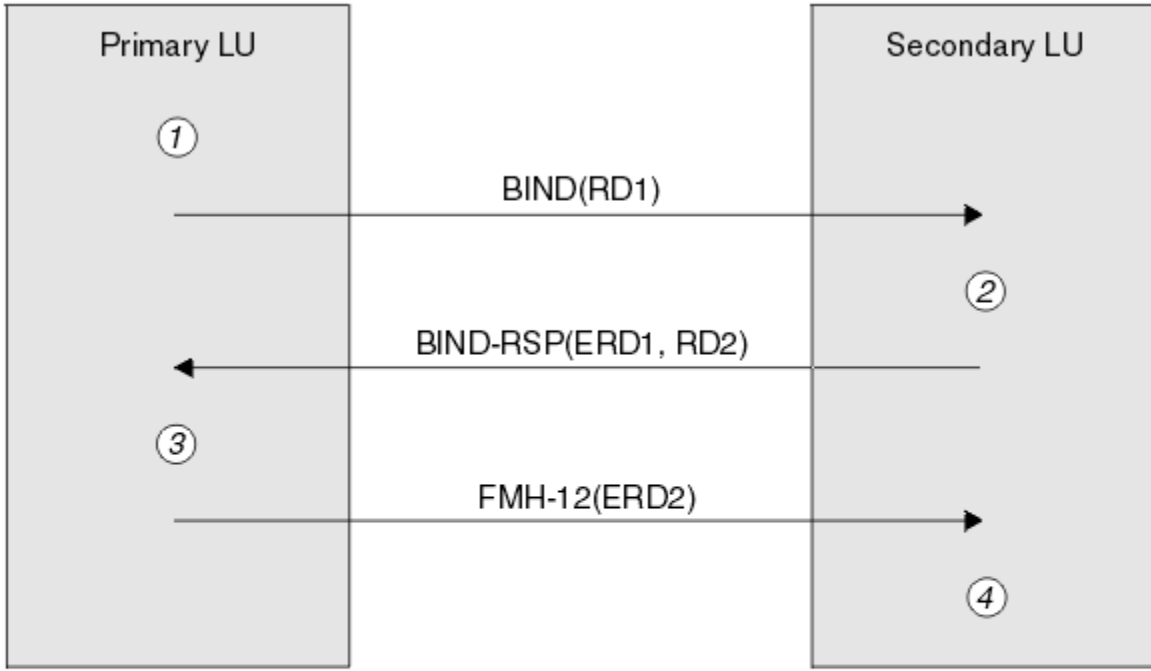 Primary LU
Secondary LU
1
BIND(RD1)
2
BIND-RSP(ERD1, RD2)
3
FMH-12(ERD2)
4